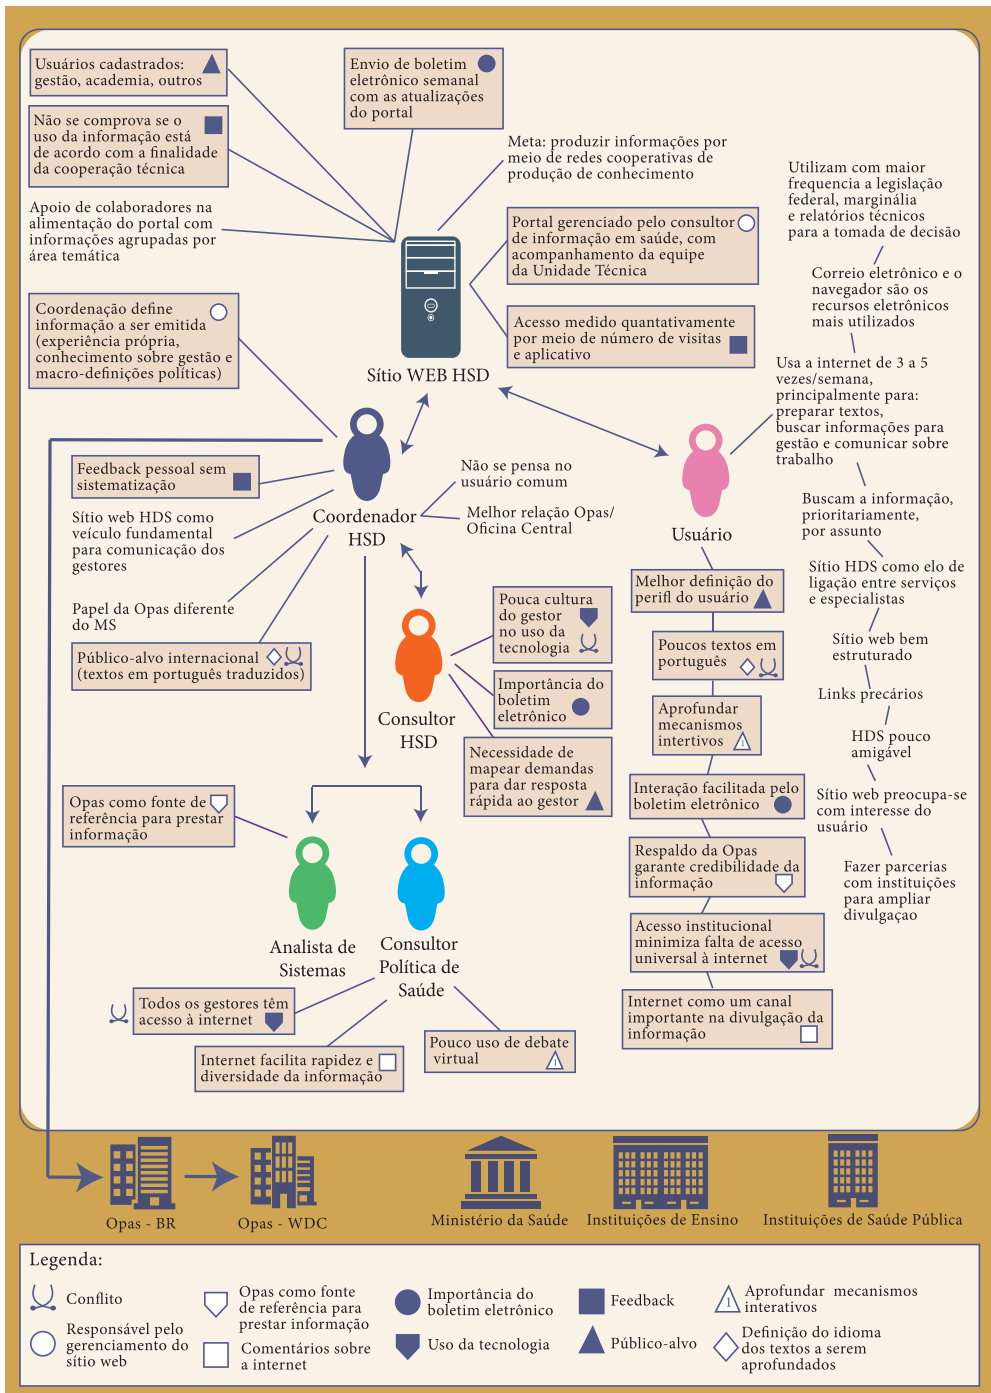 Usuários cadastrados:
gestão, academia, outros
Não se comprova se o
uso da informação está
de acordo com a finalidade
da cooperação técnica
Apoio de colaboradores na
alimentação do portal com
informações agrupadas por
área temática
Envio de boletim
eletrônico semanal
com as atualizações
do portal
Meta: produzir informações por
meio de redes cooperativas de
produção de conhecimento
Portal gerenciado pelo consultor
de informação em saúde, com
acompanhamento da equipe
da Unidade Técnica
Acesso medido quantativamente
por meio de número de visitas
e aplicativo
Sítio WEB HSD
Coordenação define
informação a ser emitida
(experiência própria,
conhecimento sobre gestão e
macro-definições políticas)
Feedback pessoal sem
sistematização
Sítio web HDS como
veículo fundamental
para comunicação dos
gestores
Papel da Opas diferente
do MS
Público-alvo internacional
(textos em português traduzidos)
Coordenador
HSD
Não se pensa no
usuário comum
Melhor relação Opas/
Oficina Central
Consultor
HSD
Pouca cultura
do gestor
no uso da
tecnologia
Importância do
boletim
eletrônico
Necessidade de
mapear demandas
para dar resposta
rápida ao gestor
Opas como fonte de
referência para prestar
informação
Analista de
Sistemas
Consultor
Política de
Saúde
Todos os gestores têm
acesso à internet
Internet facilita rapidez e
diversidade da informação
Pouco uso de debate
virtual
1
Usuário
Melhor definição do
perifl do usuário
Poucos textos em
português
Aprofundar
mecanismos
intertivos
1
Interação facilitada pelo
boletim eletrônico
Respaldo da Opas
garante credibilidade da
informação
Acesso institucional
minimiza falta de acesso
universal à internet
Internet como um canal
importante na divulgação da
informação
Utilizam com maior
frequencia a legislação
federal, marginália
e relatórios técnicos
para a tomada de decisão
Correio eletrônico e o
navegador são os
recursos eletrônicos
mais utilizados
Usa a internet de 3 a 5
vezes/semana,
principalmente para:
preparar textos,
buscar informações para
gestão e comunicar sobre
trabalho
Buscam a informação,
prioritariamente,
por assunto
Sítio HDS como elo de
ligação entre serviços
e especialistas
Sítio web bem
estruturado
Links precários
HDS pouco
amigável
Sítio web preocupa-se
com interesse do
usuário
Fazer parcerias
com instituições
para ampliar
divulgaçao
Opas - BR
Opas - WDC
Ministério da Saúde
Instituições de Ensino
Instituições de Saúde Pública
Legenda:
Conflito
Responsável pelo
gerenciamento do
sítio web
Opas como fonte
de referência para
prestar informação
Comentários sobre
a internet
Importância do
boletim eletrônico
Uso da tecnologia
Feedback
Público-alvo
1
Aprofundar mecanismos
interativos
Definição do idioma
dos textos a serem
aprofundados